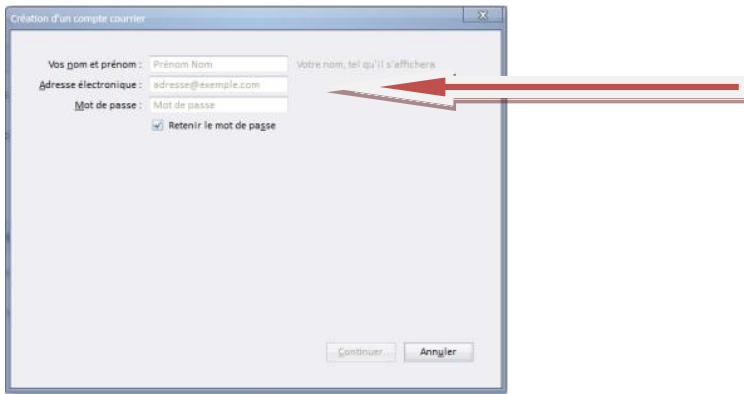 Création d'un compte courrier
Vos nom et prénom : Prénom Nom Votre nom, tel qu'il s'affichera
Adresse électronique : adresse@exemple.com
Mot de passe : Mot de passe
Retenir le mot de passe
Continuer Annuler